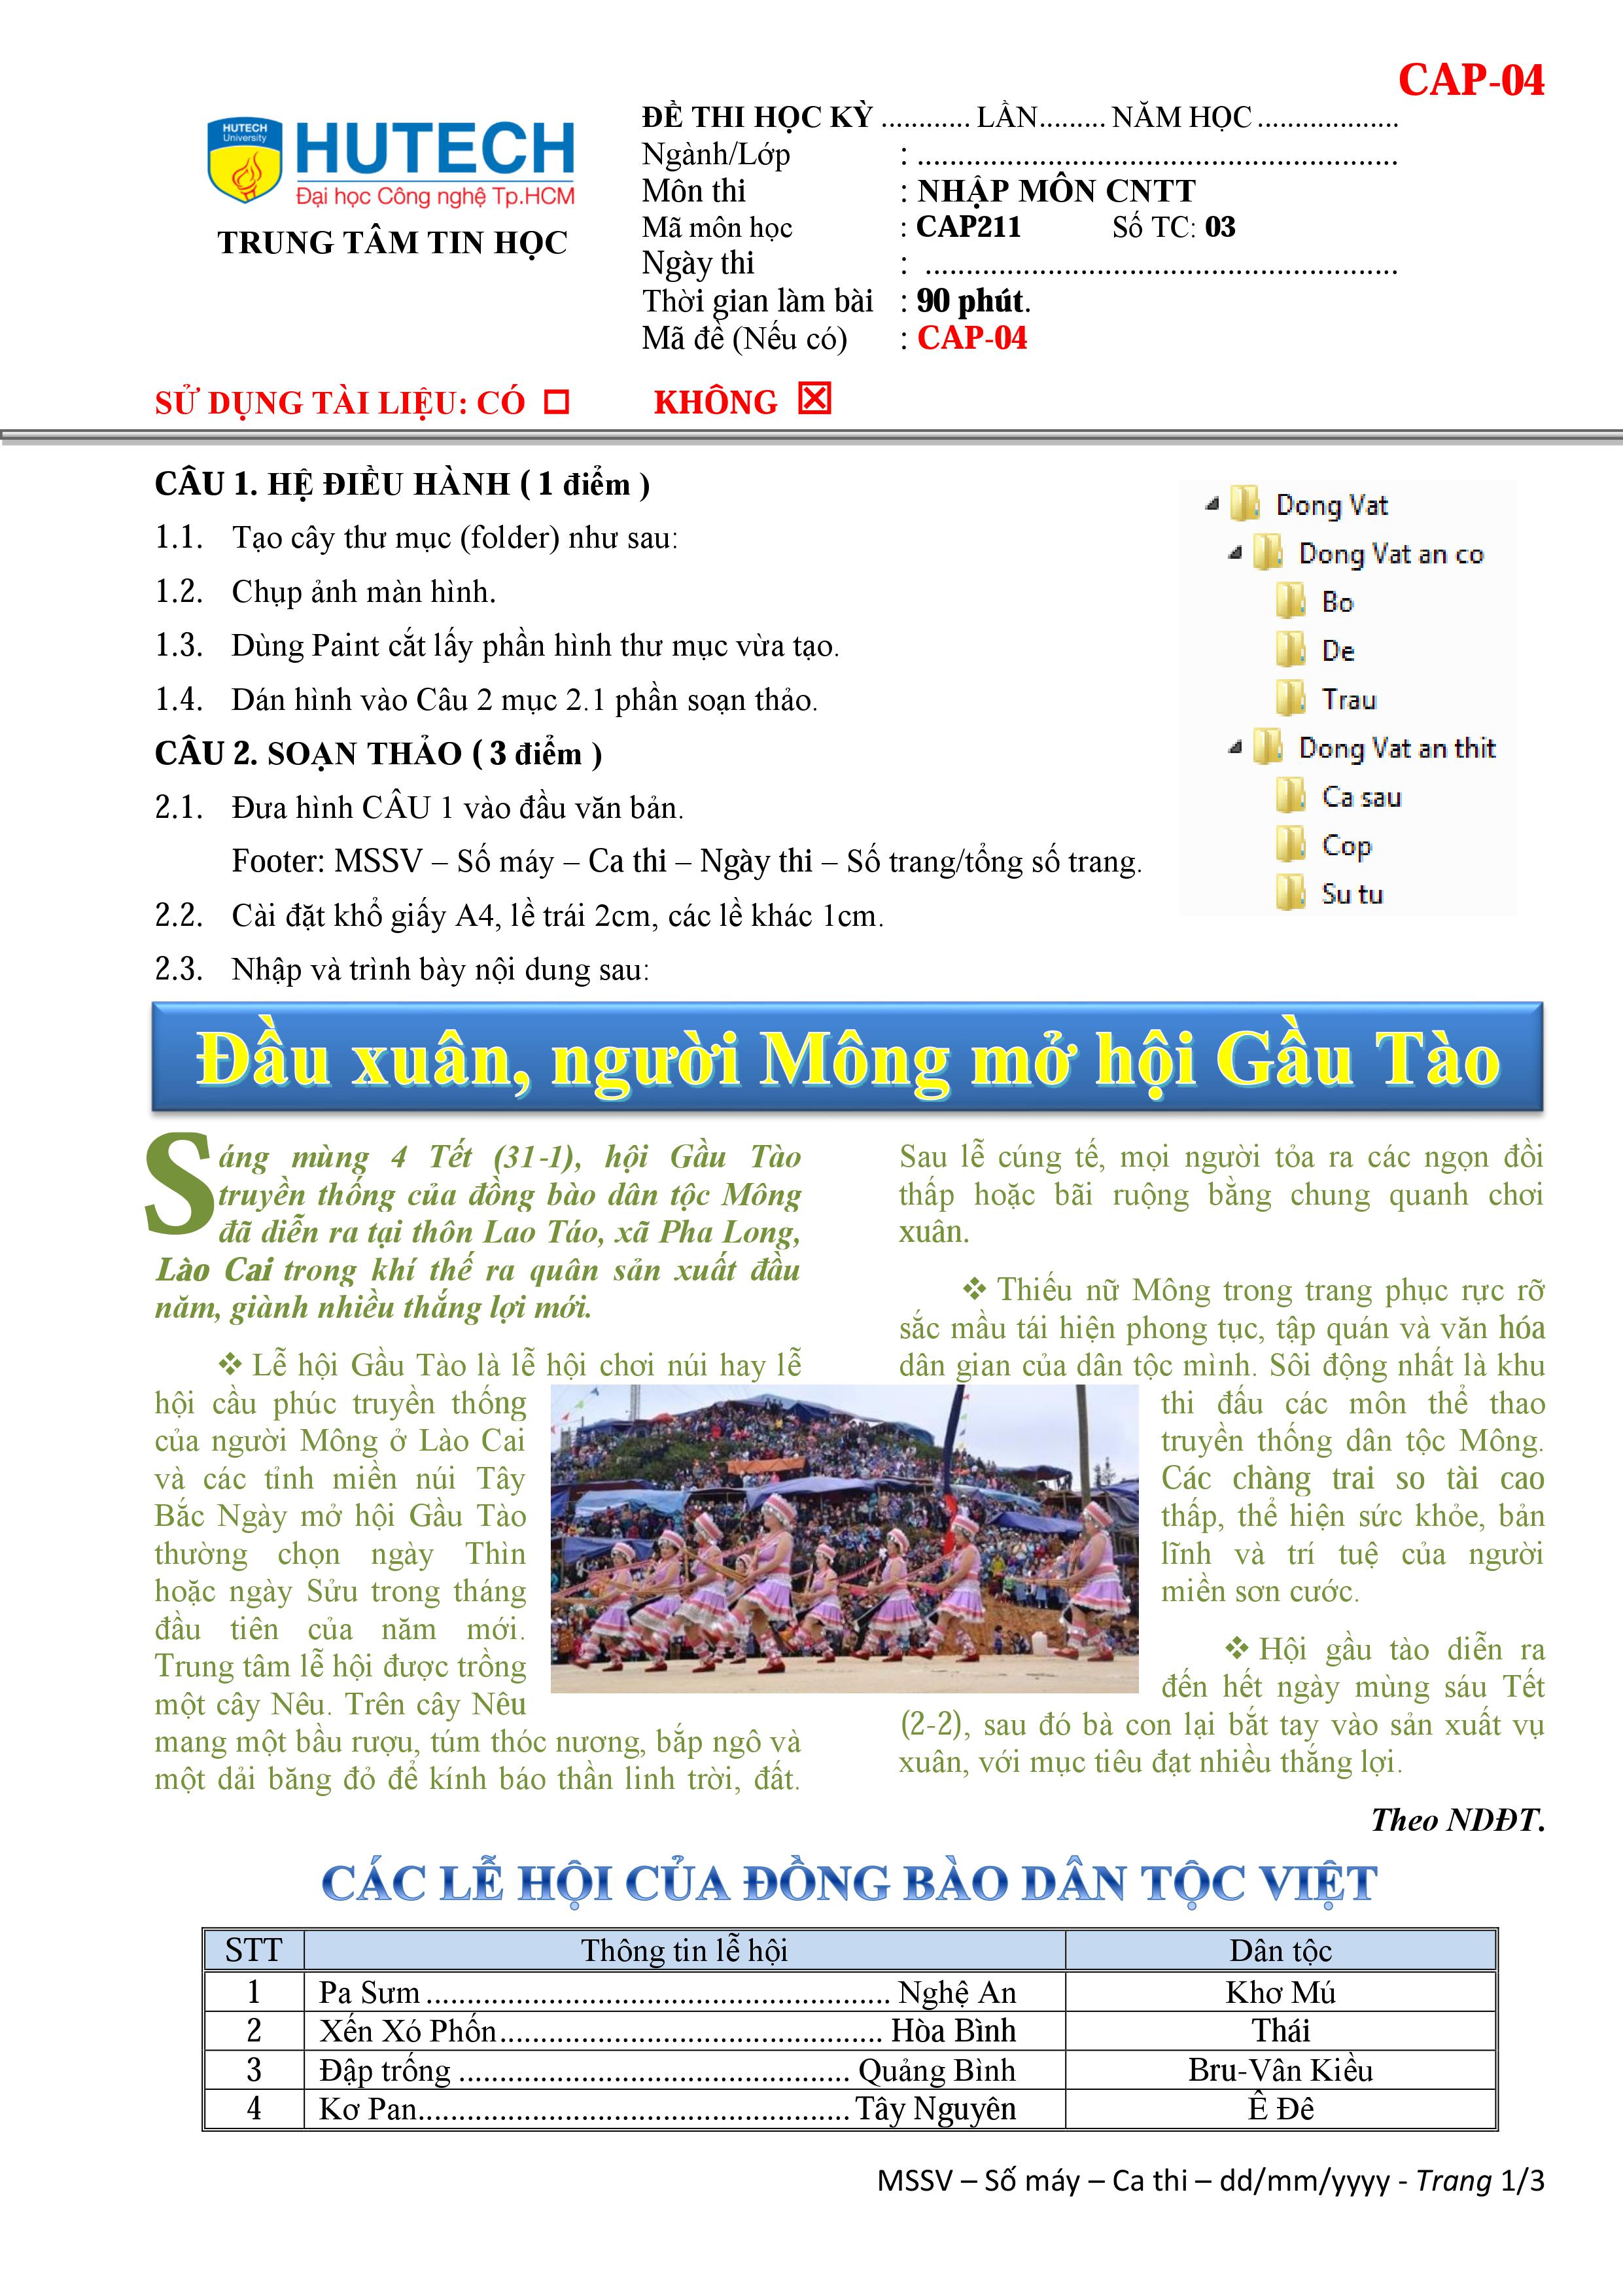 CAP-04
HUTECH
University
HUTECH
Đại học Công nghệ Tp.HCM
TRUNG TÂM TIN HỌC
ĐỀ THI HỌC KỲ ............ LẦN......... NĂM HỌC ...................
Ngành/Lớp : ..........................................................
Môn thi : NHẬP MÔN CNTT
Mã môn học : CAP211 Số TC: 03
Ngày thi : .........................................................
Thời gian làm bài : 90 phút.
Mã đề (Nếu có) : CAP-04
SỬ DỤNG TÀI LIỆU: CÓ ☐ KHÔNG ☒
CÂU 1. HỆ ĐIỀU HÀNH ( 1 điểm )
1.1. Tạo cây thư mục (folder) như sau:
1.2. Chụp ảnh màn hình.
1.3. Dùng Paint cắt lấy phần hình thư mục vừa tạo.
1.4. Dán hình vào Câu 2 mục 2.1 phần soạn thảo.
Dong Vat
Dong Vat an co
Bo
De
Trau
Dong Vat an thit
Ca sau
Cop
Su tu
CÂU 2. SOẠN THẢO ( 3 điểm )
2.1. Đưa hình CÂU 1 vào đầu văn bản.
Footer: MSSV – Số máy – Ca thi – Ngày thi – Số trang/tổng số trang.
2.2. Cài đặt khổ giấy A4, lề trái 2cm, các lề khác 1cm.
2.3. Nhập và trình bày nội dung sau:
Đầu xuân, người Mông mở hội Gầu Tào
Sáng mùng 4 Tết (31-1), hội Gầu Tào
truyền thống của đồng bào dân tộc Mông
đã diễn ra tại thôn Lao Táo, xã Pha Long,
Lào Cai trong khí thế ra quân sản xuất đầu
năm, giành nhiều thắng lợi mới.
❖ Lễ hội Gầu Tào là lễ hội chơi núi hay lễ
hội cầu phúc truyền thống
của người Mông ở Lào Cai
và các tỉnh miền núi Tây
Bắc Ngày mở hội Gầu Tào
thường chọn ngày Thìn
hoặc ngày Sửu trong tháng
đầu tiên của năm mới.
Trung tâm lễ hội được trồng
một cây Nêu. Trên cây Nêu
mang một bầu rượu, túm thóc nương, bắp ngô và
một dải băng đỏ để kính báo thần linh trời, đất.
Sau lễ cúng tế, mọi người tỏa ra các ngọn đồi
thấp hoặc bãi ruộng bằng chung quanh chơi
xuân.
❖ Thiếu nữ Mông trong trang phục rực rỡ
sắc mầu tái hiện phong tục, tập quán và văn hóa
dân gian của dân tộc mình. Sôi động nhất là khu
thi đấu các môn thể thao
truyền thống dân tộc Mông.
Các chàng trai so tài cao
thấp, thể hiện sức khỏe, bản
lĩnh và trí tuệ của người
miền sơn cước.
❖ Hội gầu tào diễn ra
đến hết ngày mùng sáu Tết
(2-2), sau đó bà con lại bắt tay vào sản xuất vụ
xuân, với mục tiêu đạt nhiều thắng lợi.
Theo NDĐT.
CÁC LỄ HỘI CỦA ĐỒNG BÀO DÂN TỘC VIỆT
STT Thông tin lễ hội Dân tộc
1 Pa Sưm ........................................................ Nghệ An Khơ Mú
2 Xến Xó Phốn............................................... Hòa Bình Thái
3 Đập trống ................................................ Quảng Bình Bru-Vân Kiều
4 Kơ Pan..................................................... Tây Nguyên Ê Đê
MSSV – Số máy – Ca thi – dd/mm/yyyy - Trang 1/3